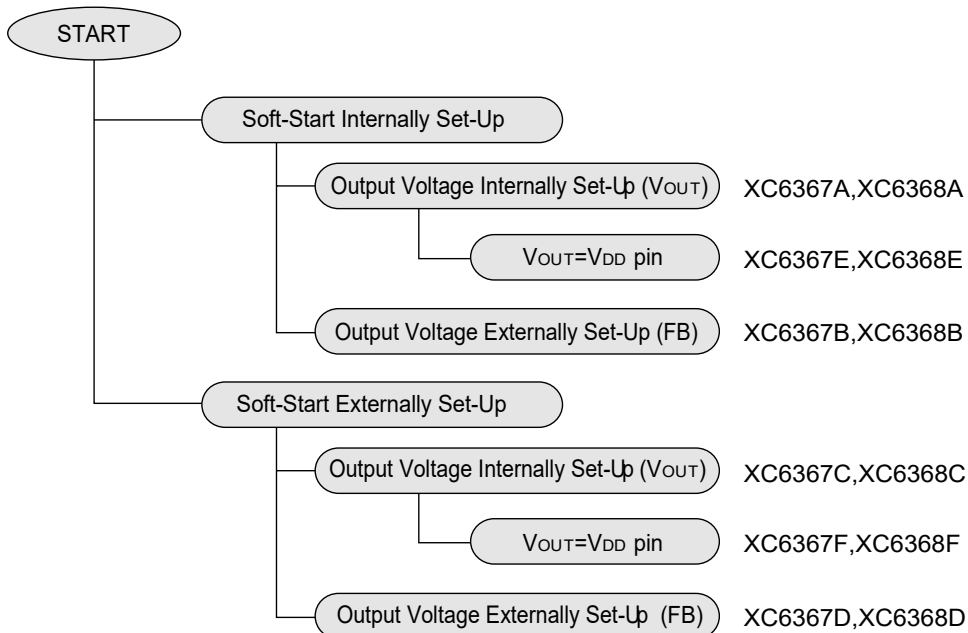 START
Soft-Start Internally Set-Up
Output Voltage Internally Set-Up (VOUT) XC6367A,XC6368A
VOUT=VDD pin XC6367E,XC6368E
Output Voltage Externally Set-Up (FB) XC6367B,XC6368B
Soft-Start Externally Set-Up
Output Voltage Internally Set-Up (VOUT) XC6367C,XC6368C
VOUT=VDD pin XC6367F,XC6368F
Output Voltage Externally Set-Up (FB) XC6367D,XC6368D